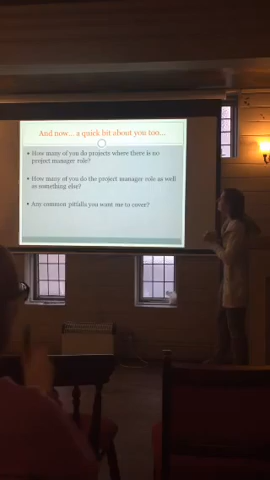 And now... a quick bit about you too...
• How many of you do projects where there is no
project manager role?
• How many of you do the project manager role as well
as something else?
• Any common pitfalls you want me to cover?